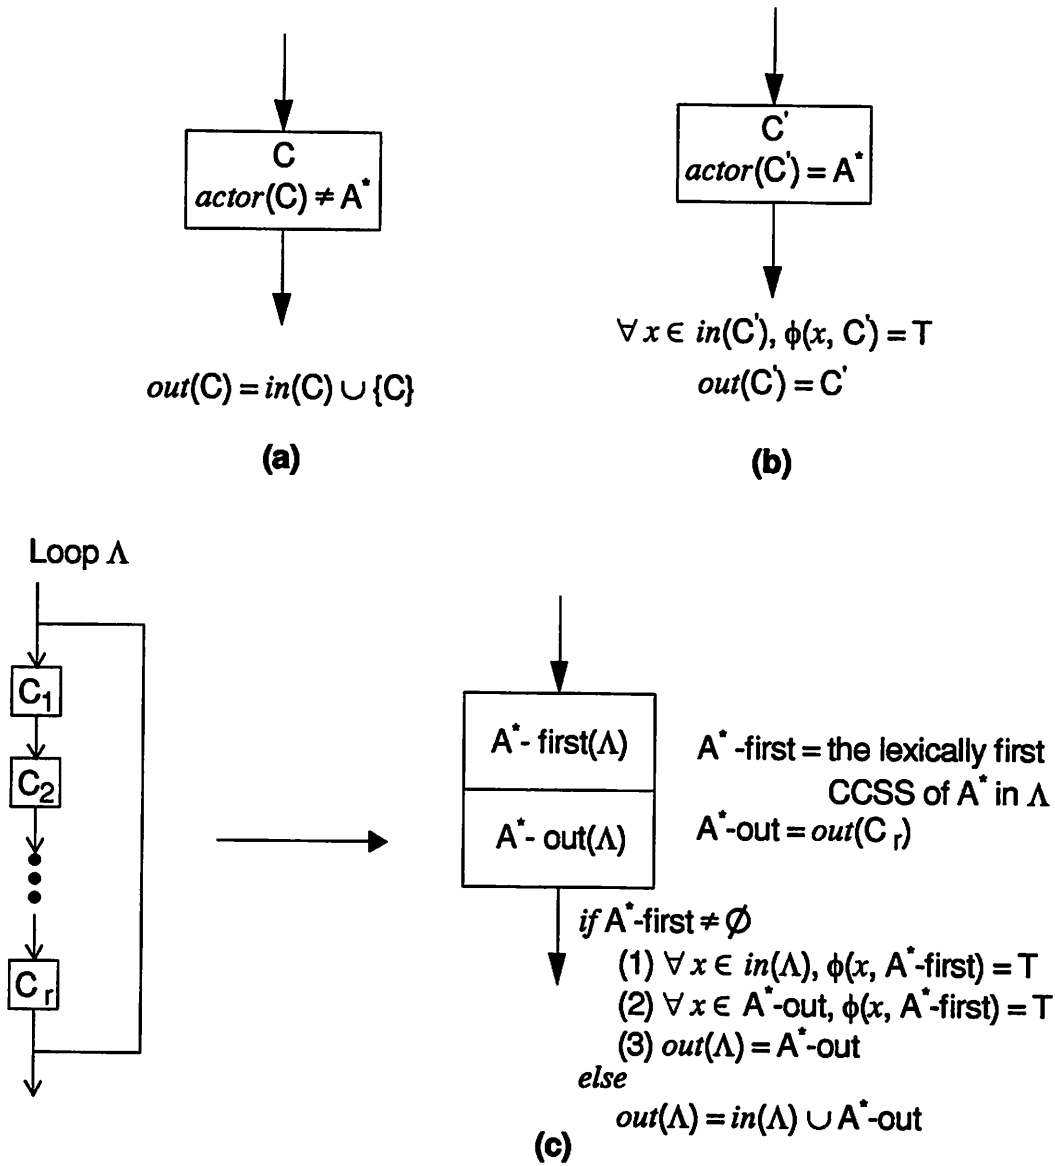 C
actor(C) ≠ A*
out(C) = in(C) ∪ {C}
(a)
C'
actor(C') = A*
∀ x ∈ in(C'), ϕ(x, C') = T
out(C') = C'
(b)
Loop Λ
C1
C2
Cr
A*- first(Λ)
A*- out(Λ)
A* -first = the lexically first
CCSS of A* in Λ
A*-out = out(Cr)
if A*-first ≠ ∅
(1) ∀ x ∈ in(Λ), ϕ(x, A*-first) = T
(2) ∀ x ∈ A*-out, ϕ(x, A*-first) = T
(3) out(Λ) = A*-out
else
out(Λ) = in(Λ) ∪ A*-out
(c)